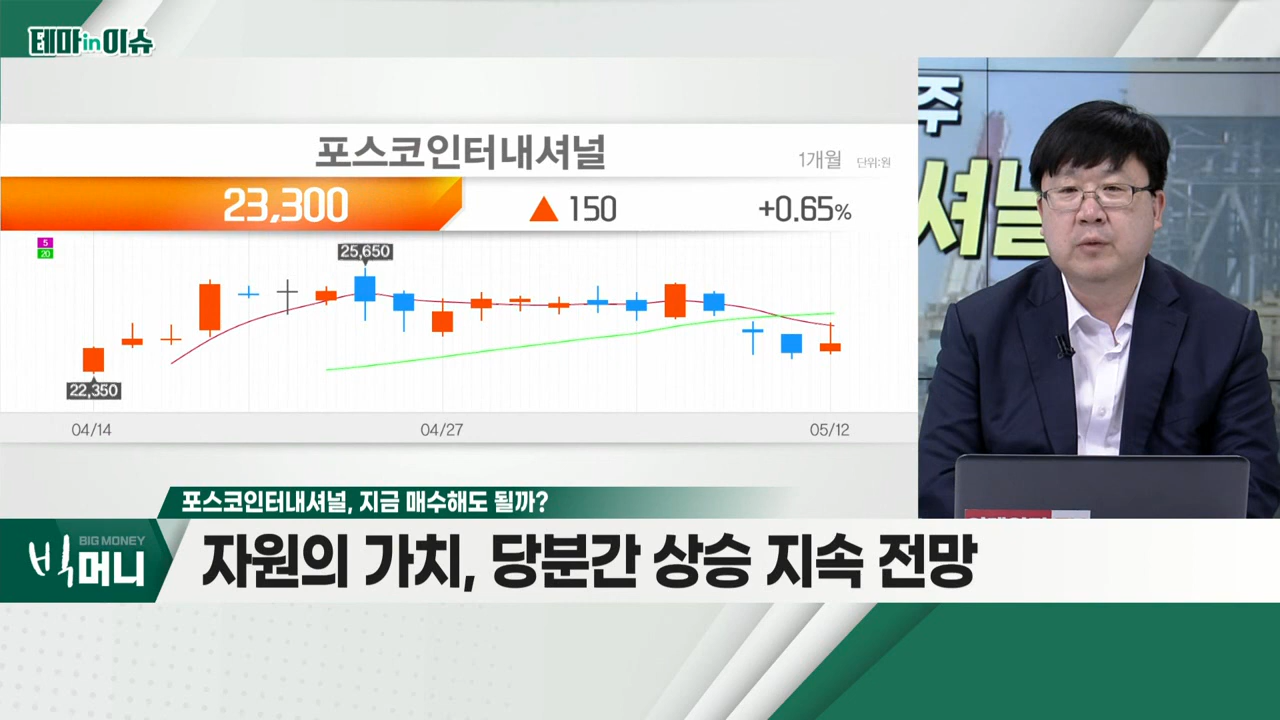 테마in이슈
포스코인터내셔널
1개월 단위:원
23,300 ▲ 150 +0.65%
5
20
25,650
22,350
04/14 04/27 05/12
주
셔널
포스코인터내셔널, 지금 매수해도 될까?
BIG MONEY
빅머니
자원의 가치, 당분간 상승 지속 전망